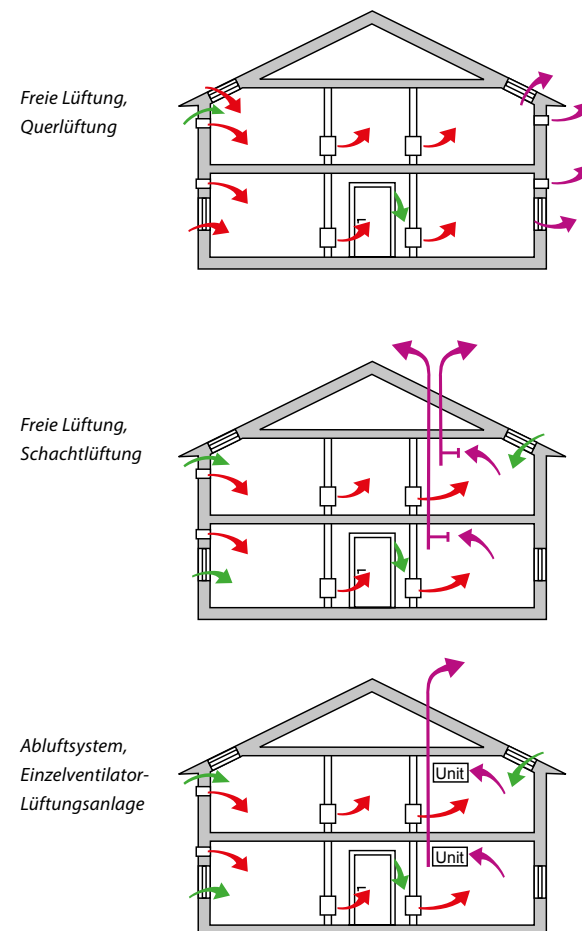 Freie Lüftung,
Querlüftung
Freie Lüftung,
Schachtlüftung
Abluftsystem,
Einzelventilator-
Lüftungsanlage
Unit
Unit